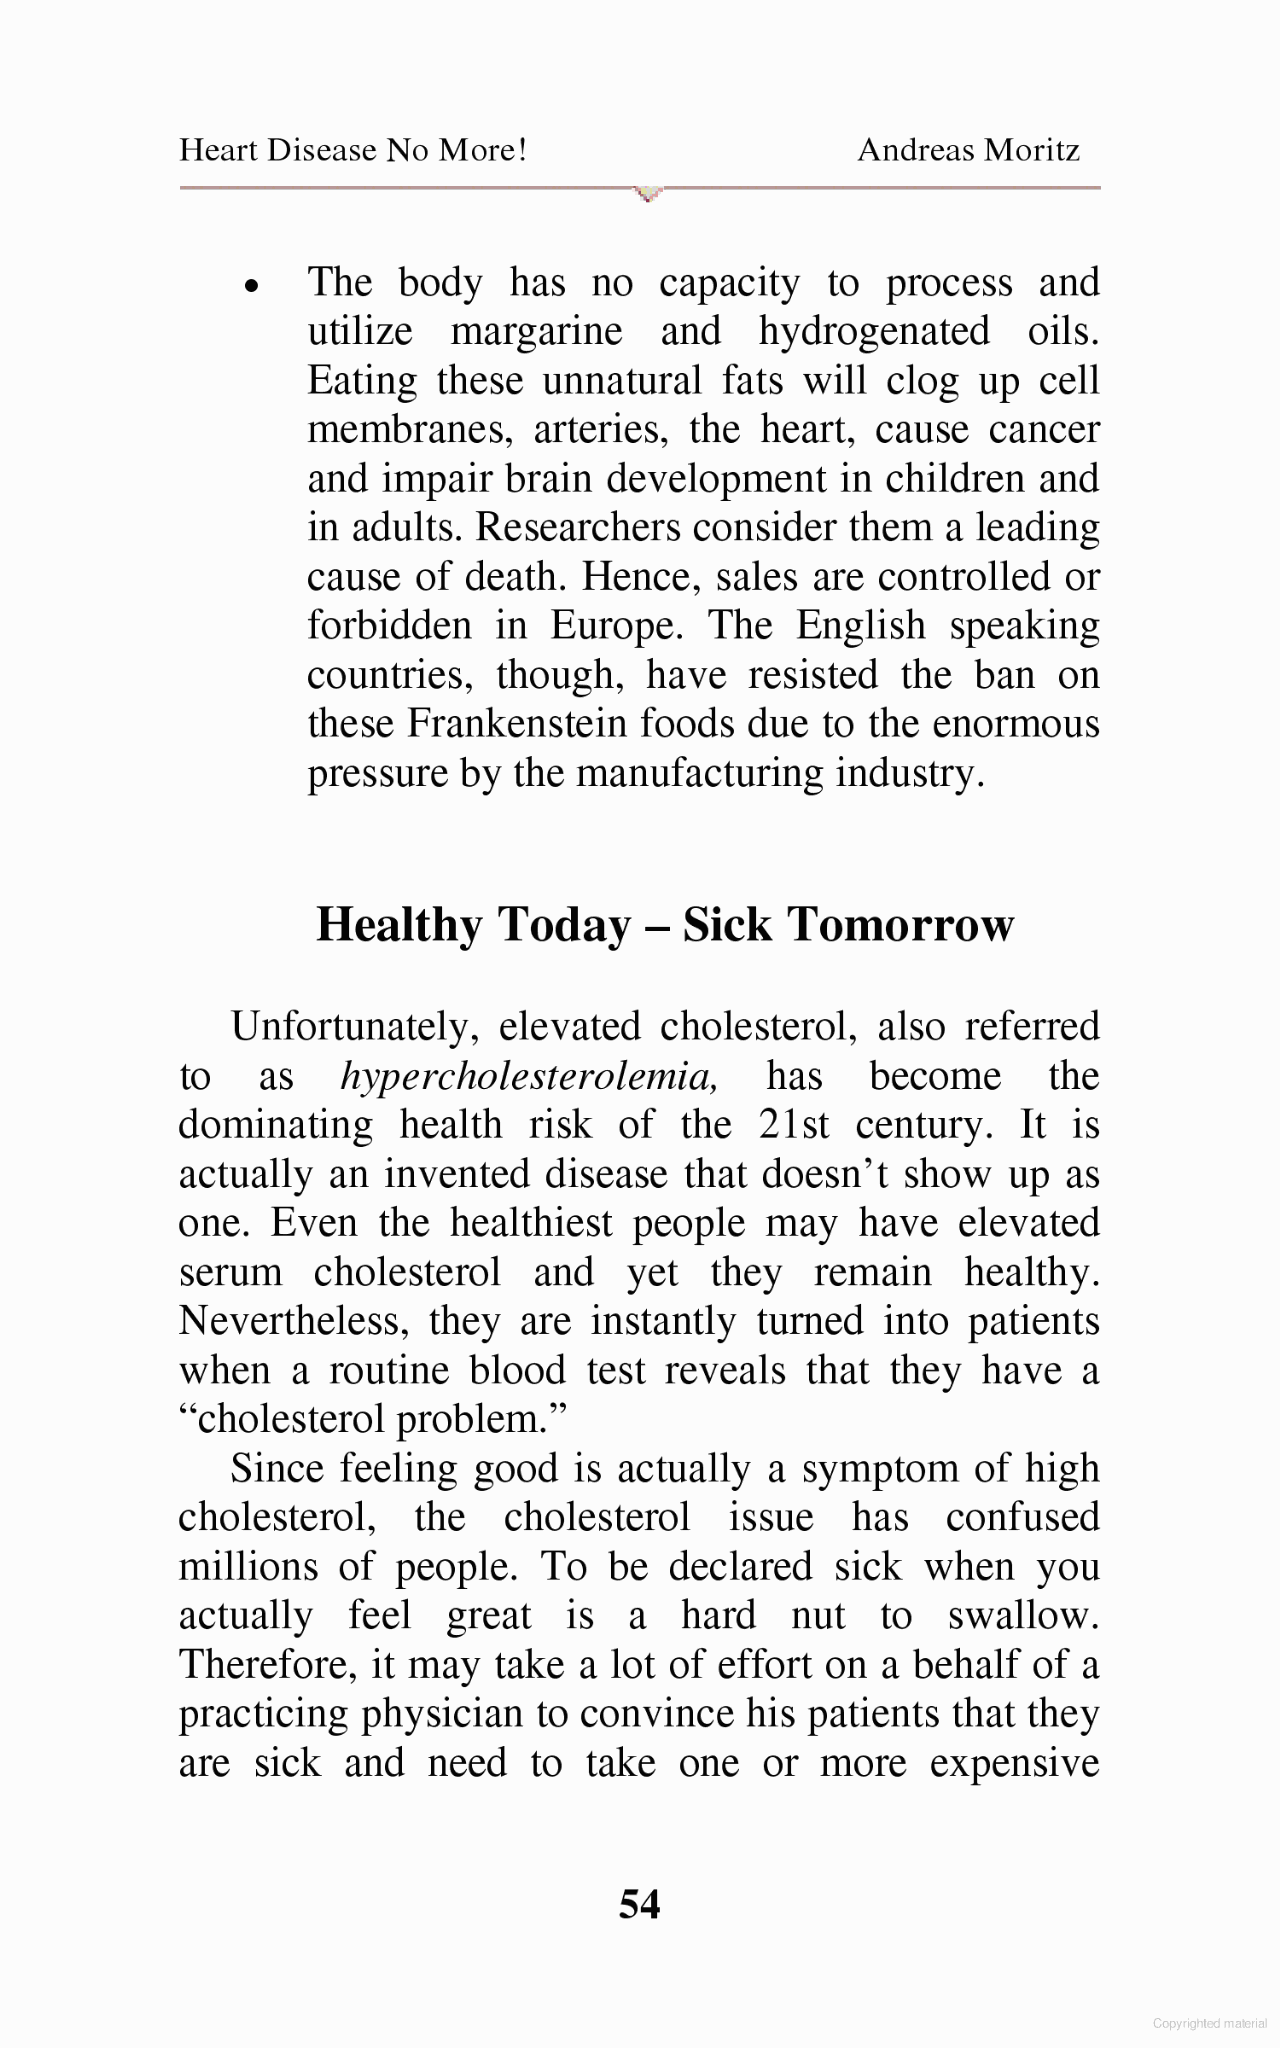 Heart Disease No More! Andreas Moritz
• The body has no capacity to process and
utilize margarine and hydrogenated oils.
Eating these unnatural fats will clog up cell
membranes, arteries, the heart, cause cancer
and impair brain development in children and
in adults. Researchers consider them a leading
cause of death. Hence, sales are controlled or
forbidden in Europe. The English speaking
countries, though, have resisted the ban on
these Frankenstein foods due to the enormous
pressure by the manufacturing industry.
Healthy Today – Sick Tomorrow
Unfortunately, elevated cholesterol, also referred
to as hypercholesterolemia, has become the
dominating health risk of the 21st century. It is
actually an invented disease that doesn’t show up as
one. Even the healthiest people may have elevated
serum cholesterol and yet they remain healthy.
Nevertheless, they are instantly turned into patients
when a routine blood test reveals that they have a
“cholesterol problem.”
Since feeling good is actually a symptom of high
cholesterol, the cholesterol issue has confused
millions of people. To be declared sick when you
actually feel great is a hard nut to swallow.
Therefore, it may take a lot of effort on a behalf of a
practicing physician to convince his patients that they
are sick and need to take one or more expensive
54
Copyrighted material